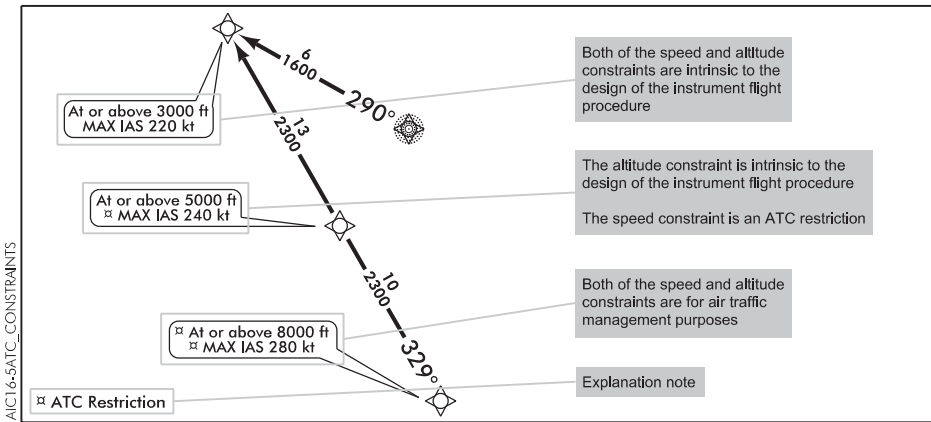 6
1600
290°
At or above 3000 ft
MAX IAS 220 kt
13
2300
At or above 5000 ft
¤ MAX IAS 240 kt
10
2300
329°
¤ At or above 8000 ft
¤ MAX IAS 280 kt
¤ ATC Restriction
Both of the speed and altitude
constraints are intrinsic to the
design of the instrument flight
procedure
The altitude constraint is intrinsic to the
design of the instrument flight procedure
The speed constraint is an ATC restriction
Both of the speed and altitude
constraints are for air traffic
management purposes
Explanation note
AIC16-5ATC_CONSTRAINTS